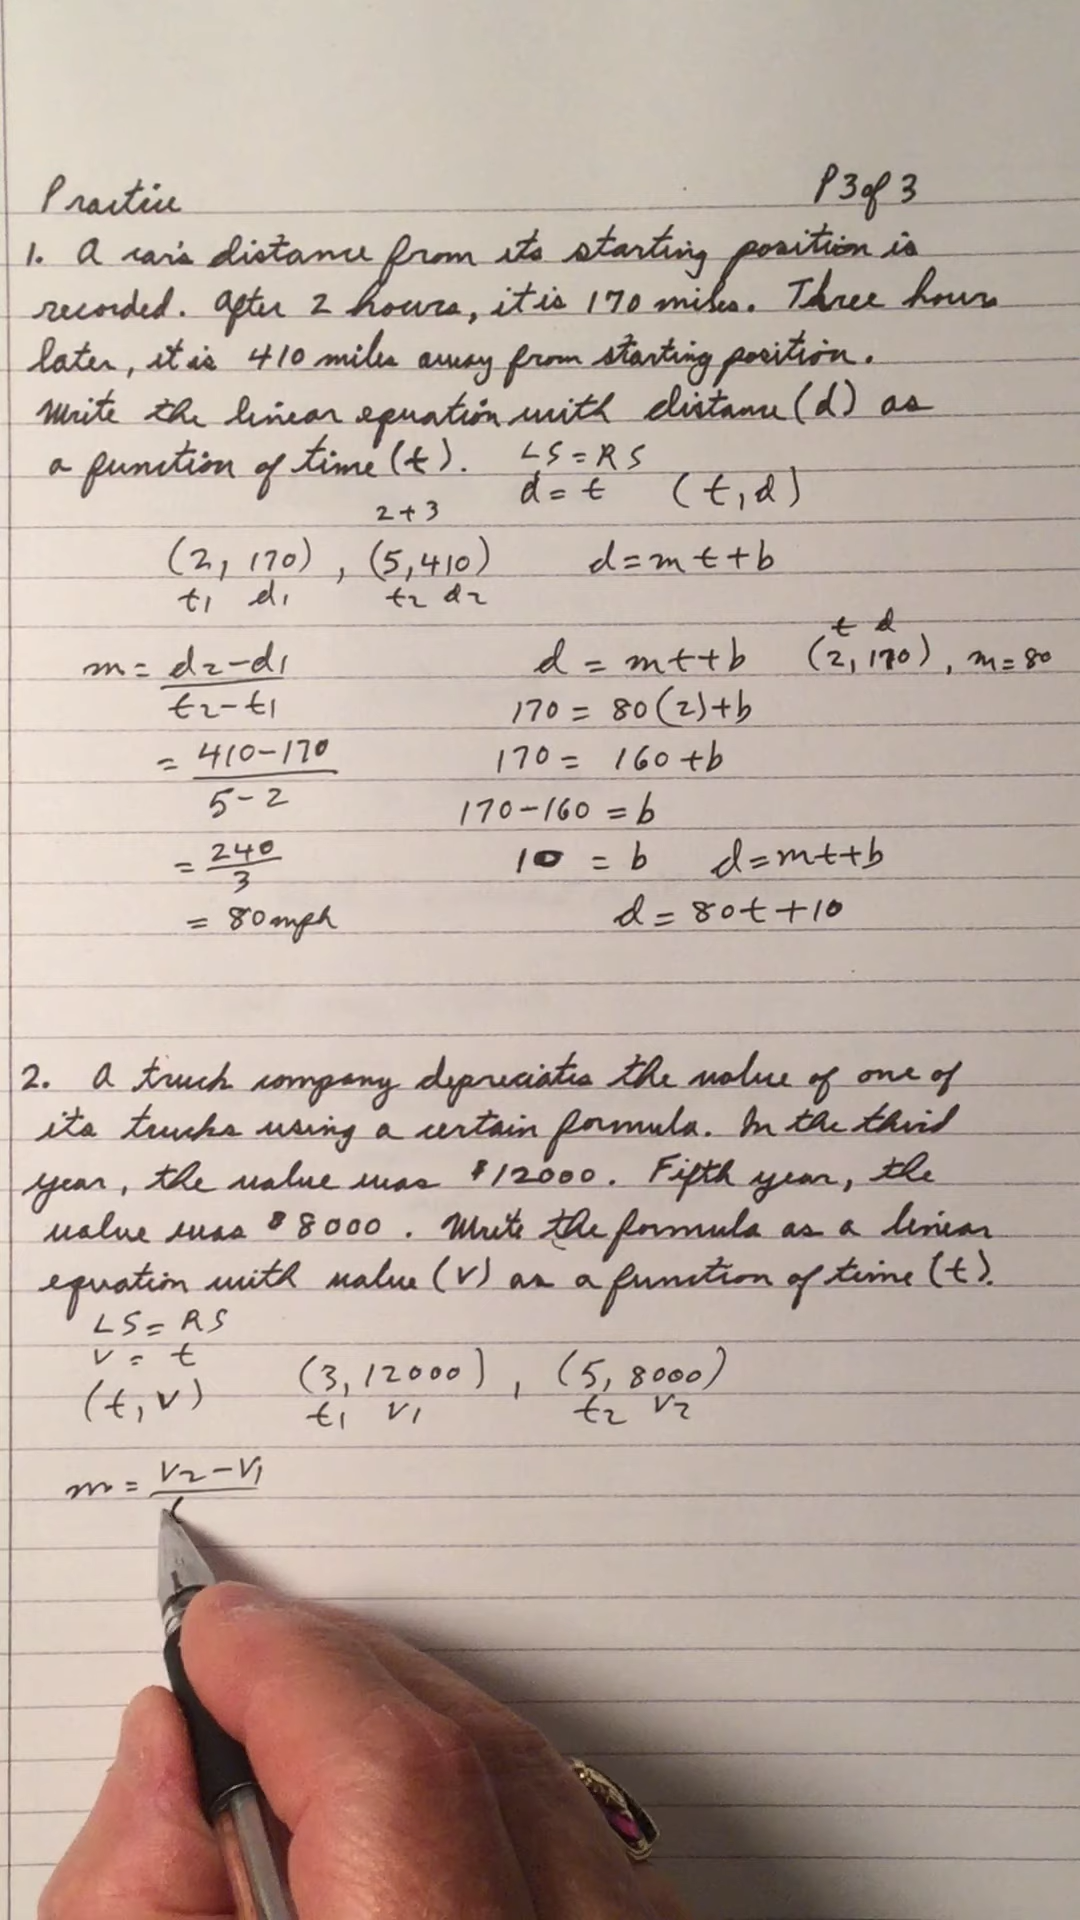 Practice P 3 of 3
1. A car's distance from its starting position is
recorded. After 2 hours, it is 170 miles. Three hours
later, it is 410 miles away from starting position.
Write the linear equation with distance (d) as
a function of time (t). LS = RS
d = t (t, d)
2 + 3
(2, 170) , (5, 410) d = mt + b
t1 d1 t2 d2
t d
m = d2 - d1 d = mt + b (2, 170) , m = 80
t2 - t1 170 = 80(2) + b
= 410 - 170 170 = 160 + b
5 - 2 170 - 160 = b
= 240 10 = b d = mt + b
3
= 80 mph d = 80t + 10
2. A truck company depreciates the value of one of
its trucks using a certain formula. In the third
year, the value was $12000. Fifth year, the
value was $8000. Write the formula as a linear
equation with value (V) as a function of time (t).
LS = RS
V = t
(t, V) (3, 12000) , (5, 8000)
t1 V1 t2 V2
m = V2 - V1